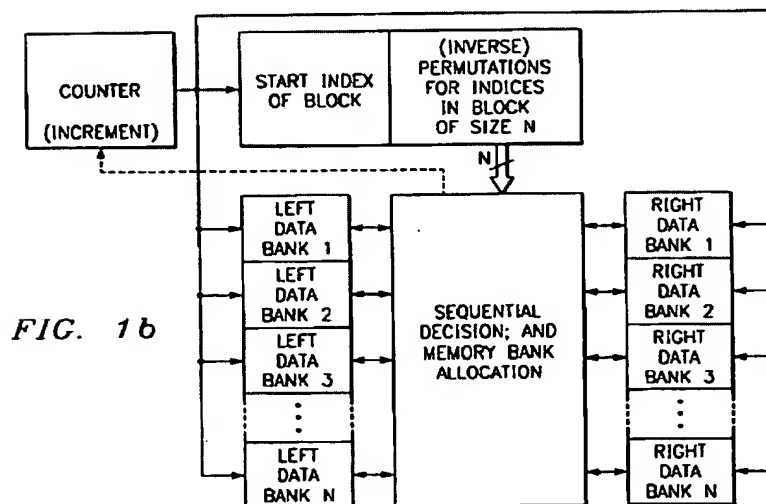 COUNTER
(INCREMENT)
START INDEX
OF BLOCK
(INVERSE)
PERMUTATIONS
FOR INDICES
IN BLOCK
OF SIZE N
N
LEFT
DATA
BANK 1
LEFT
DATA
BANK 2
LEFT
DATA
BANK 3
LEFT
DATA
BANK N
SEQUENTIAL
DECISION; AND
MEMORY BANK
ALLOCATION
RIGHT
DATA
BANK 1
RIGHT
DATA
BANK 2
RIGHT
DATA
BANK 3
RIGHT
DATA
BANK N
FIG. 1b